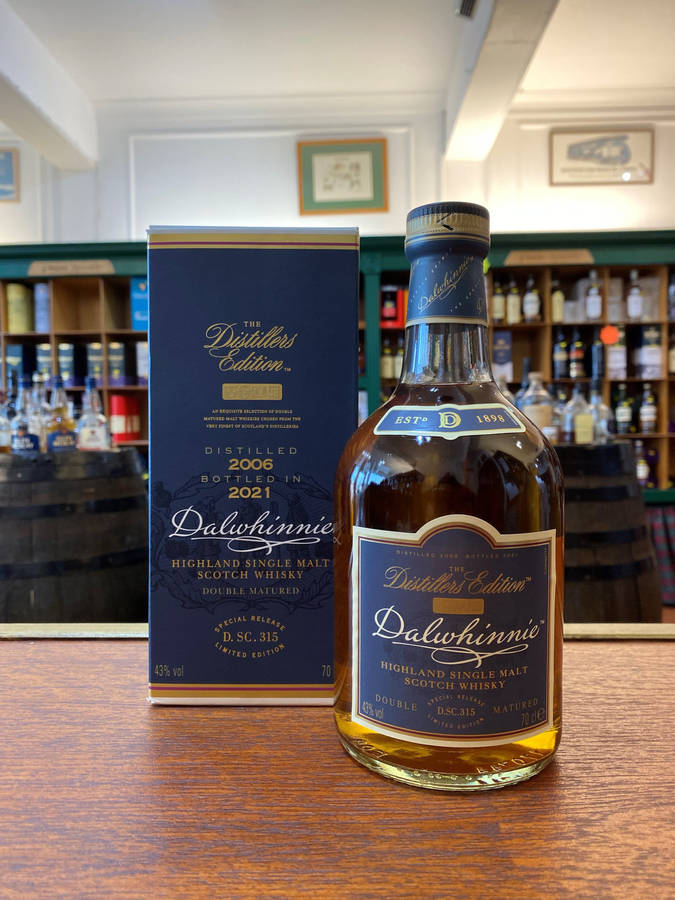 THE
Distillers
Edition™
AN EXQUISITE SELECTION OF DOUBLE
MATURED MALT WHISKIES CHOSEN FROM THE
VERY FINEST OF SCOTLAND'S DISTILLERIES
DISTILLED
2006
BOTTLED IN
2021
Dalwhinnie
HIGHLAND SINGLE MALT
SCOTCH WHISKY
DOUBLE MATURED
SPECIAL RELEASE
D. SC. 315
LIMITED EDITION
43% vol
70
Dalwhinnie
ESTD D 1898
DISTILLED 2006 BOTTLED 2021
THE
Distillers Edition™
Dalwhinnie™
HIGHLAND SINGLE MALT
SCOTCH WHISKY
DOUBLE MATURED
SPECIAL RELEASE
D.SC.315
LIMITED EDITION
43% vol
70 cl e